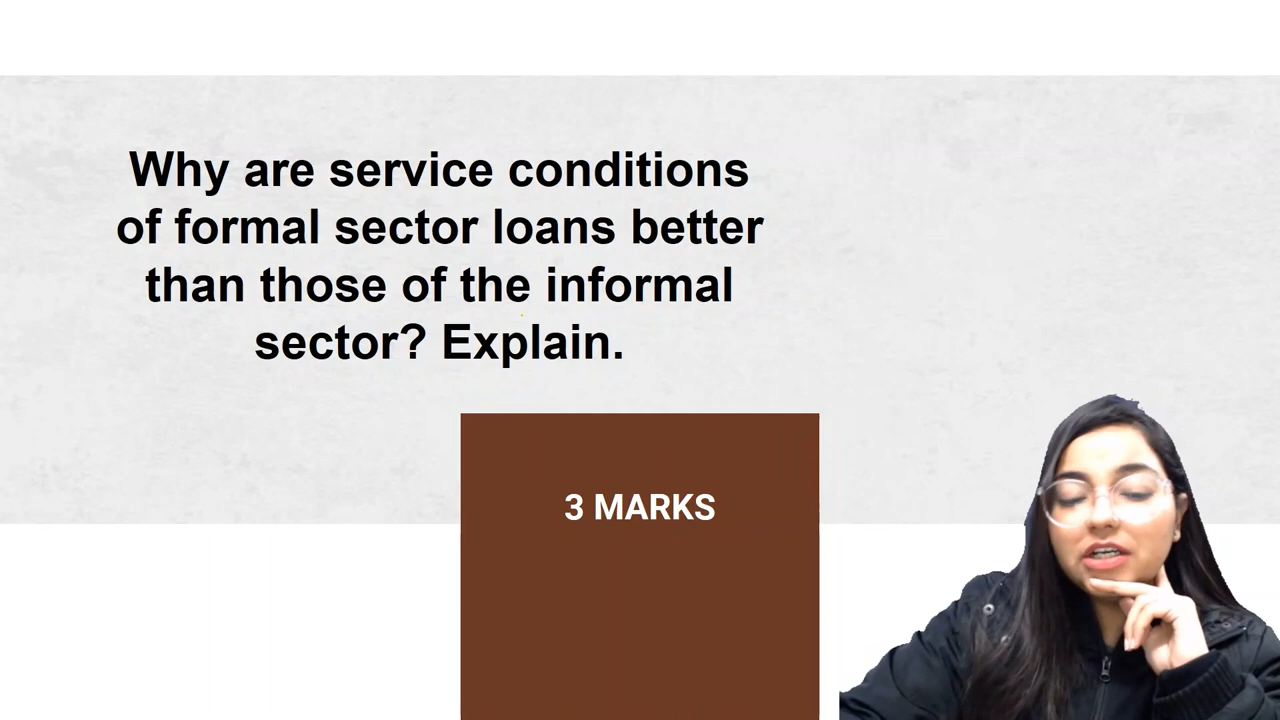 Why are service conditions
of formal sector loans better
than those of the informal
sector? Explain.
3 MARKS